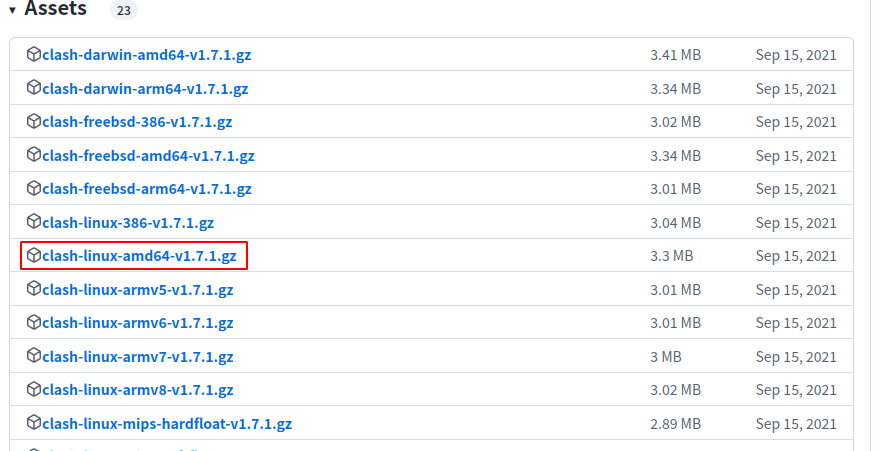 Assets 23
clash-darwin-amd64-v1.7.1.gz 3.41 MB Sep 15, 2021
clash-darwin-arm64-v1.7.1.gz 3.34 MB Sep 15, 2021
clash-freebsd-386-v1.7.1.gz 3.02 MB Sep 15, 2021
clash-freebsd-amd64-v1.7.1.gz 3.34 MB Sep 15, 2021
clash-freebsd-arm64-v1.7.1.gz 3.01 MB Sep 15, 2021
clash-linux-386-v1.7.1.gz 3.04 MB Sep 15, 2021
clash-linux-amd64-v1.7.1.gz 3.3 MB Sep 15, 2021
clash-linux-armv5-v1.7.1.gz 3.01 MB Sep 15, 2021
clash-linux-armv6-v1.7.1.gz 3.01 MB Sep 15, 2021
clash-linux-armv7-v1.7.1.gz 3 MB Sep 15, 2021
clash-linux-armv8-v1.7.1.gz 3.02 MB Sep 15, 2021
clash-linux-mips-hardfloat-v1.7.1.gz 2.89 MB Sep 15, 2021